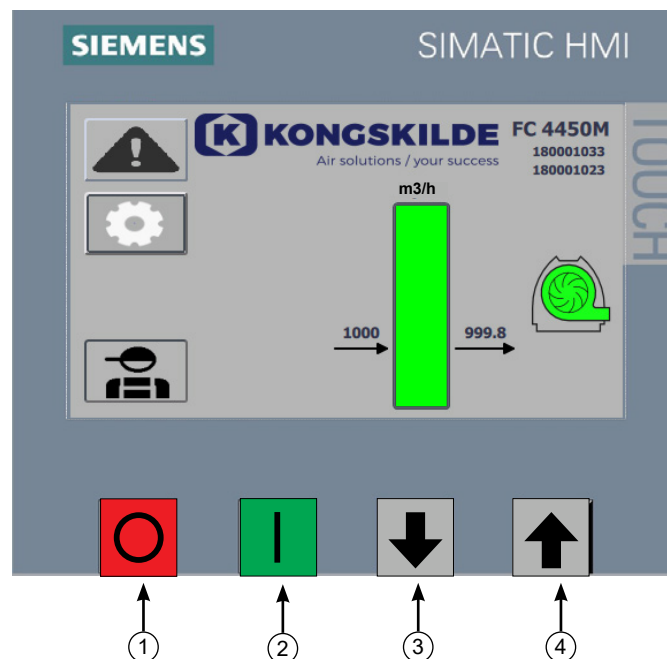 SIEMENS
SIMATIC HMI
TOUCH
K KONGSKILDE
Air solutions / your success
FC 4450M
180001033
180001023
m3/h
1000
999.8
1
2
3
4